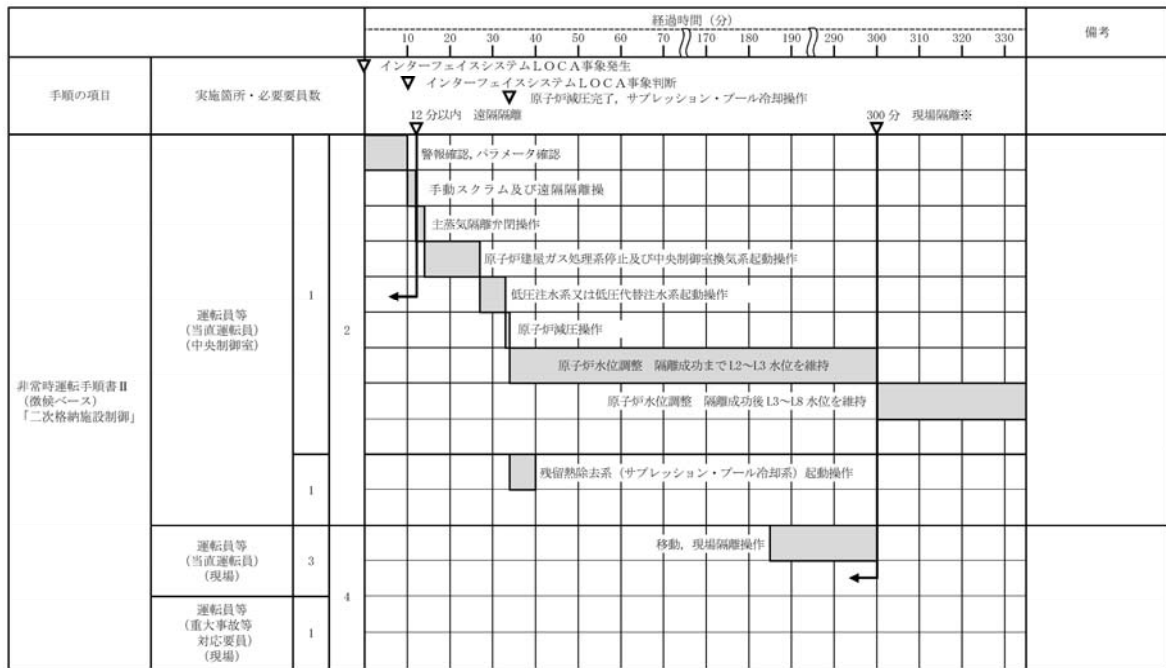 経過時間（分）
備考
10 20 30 40 50 60 70 170 190 200 300 310 320 330
手順の項目
実施箇所・必要要員数
インターフェイスシステムＬＯＣＡ事象発生
インターフェイスシステムＬＯＣＡ事象判断
原子炉減圧完了，サプレッション・プール冷却操作
12分以内　遠隔隔離
300分　現場隔離※
非常時運転手順書Ⅱ
（徴候ベース）
「二次格納施設制御」
運転員等
（当直運転員）
（中央制御室）
1
2
警報確認，パラメータ確認
手動スクラム及び遠隔隔離操
主蒸気隔離弁閉操作
原子炉建屋ガス処理系停止及び中央制御室換気系起動操作
低圧注水系又は低圧代替注水系起動操作
原子炉減圧操作
原子炉水位調整　隔離成功までL2～L3水位を維持
原子炉水位調整　隔離成功後L3～L8水位を維持
1
残留熱除去系（サプレッション・プール冷却系）起動操作
運転員等
（当直運転員）
（現場）
3
4
移動，現場隔離操作
運転員等
（重大事故等
対応要員）
（現場）
1